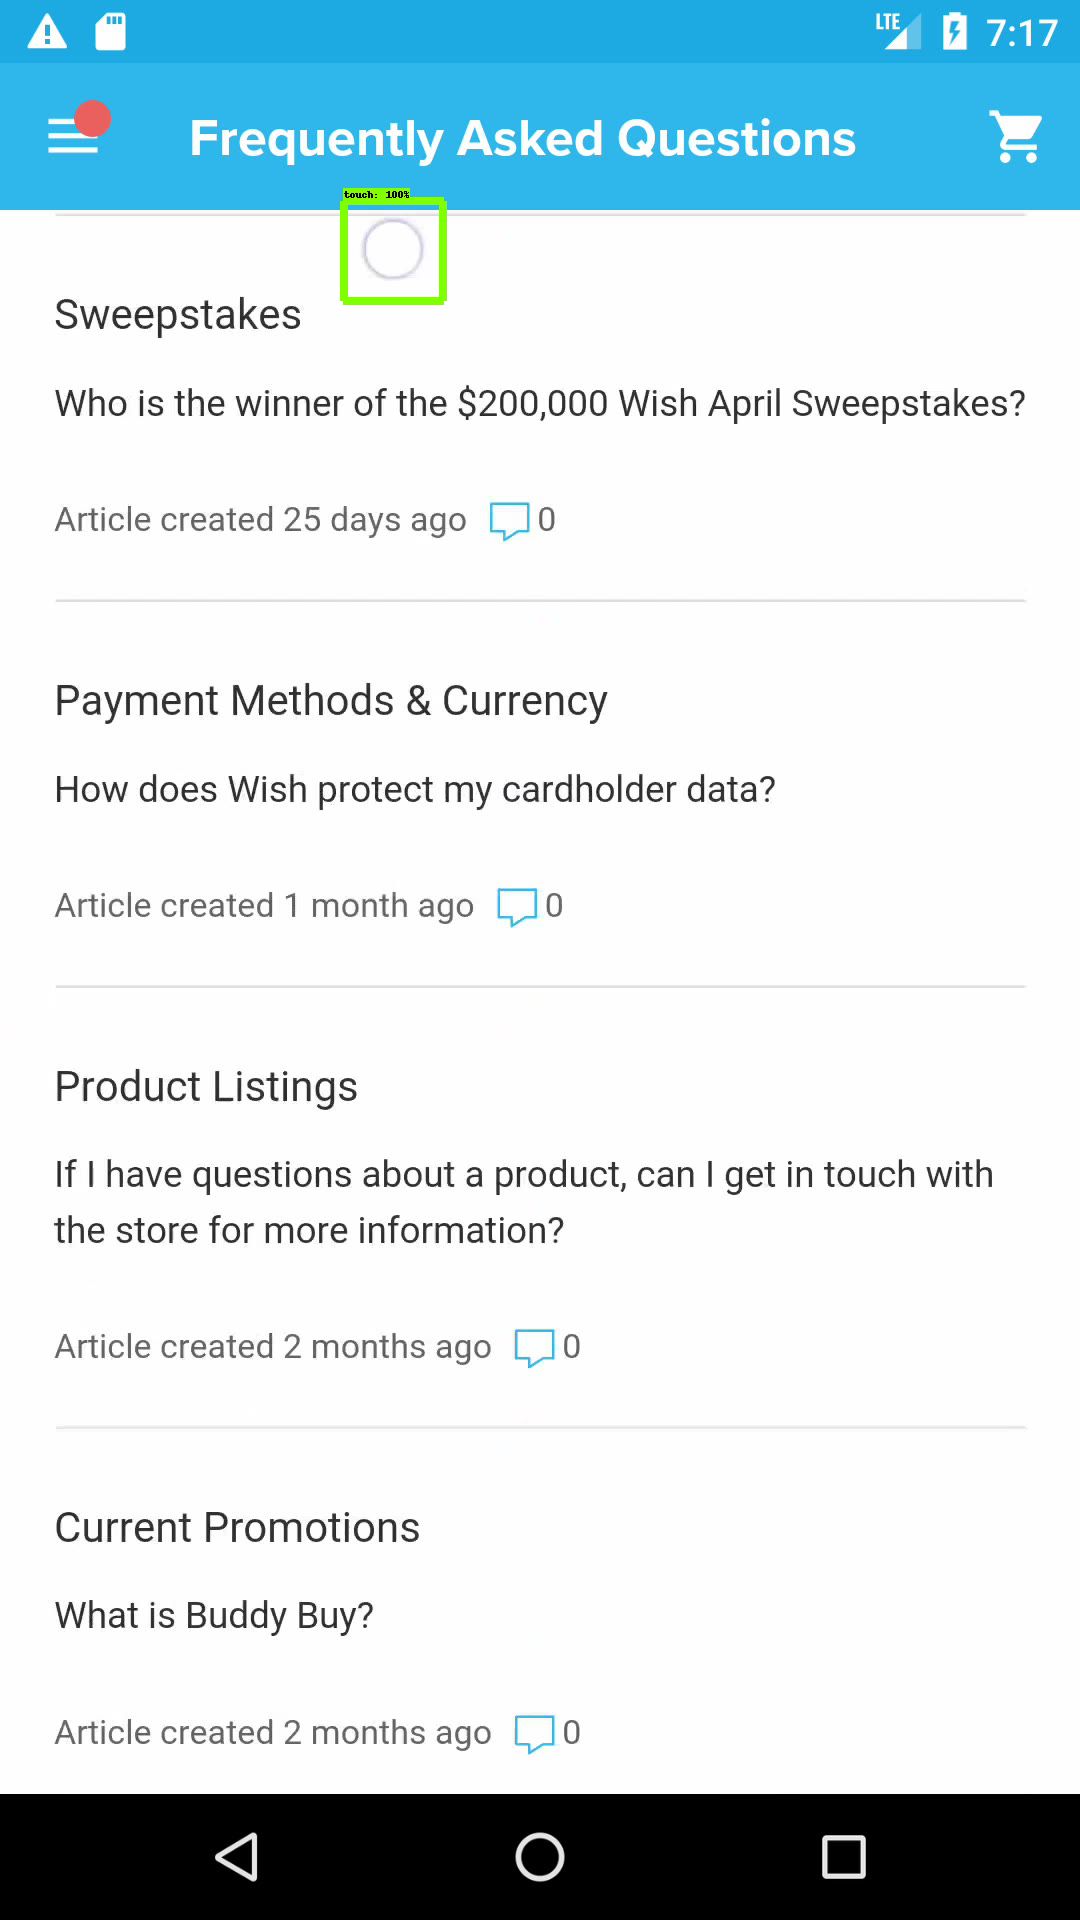 LTE 7:17
Frequently Asked Questions
touch: 100%
Sweepstakes
Who is the winner of the $200,000 Wish April Sweepstakes?
Article created 25 days ago 0
Payment Methods & Currency
How does Wish protect my cardholder data?
Article created 1 month ago 0
Product Listings
If I have questions about a product, can I get in touch with
the store for more information?
Article created 2 months ago 0
Current Promotions
What is Buddy Buy?
Article created 2 months ago 0